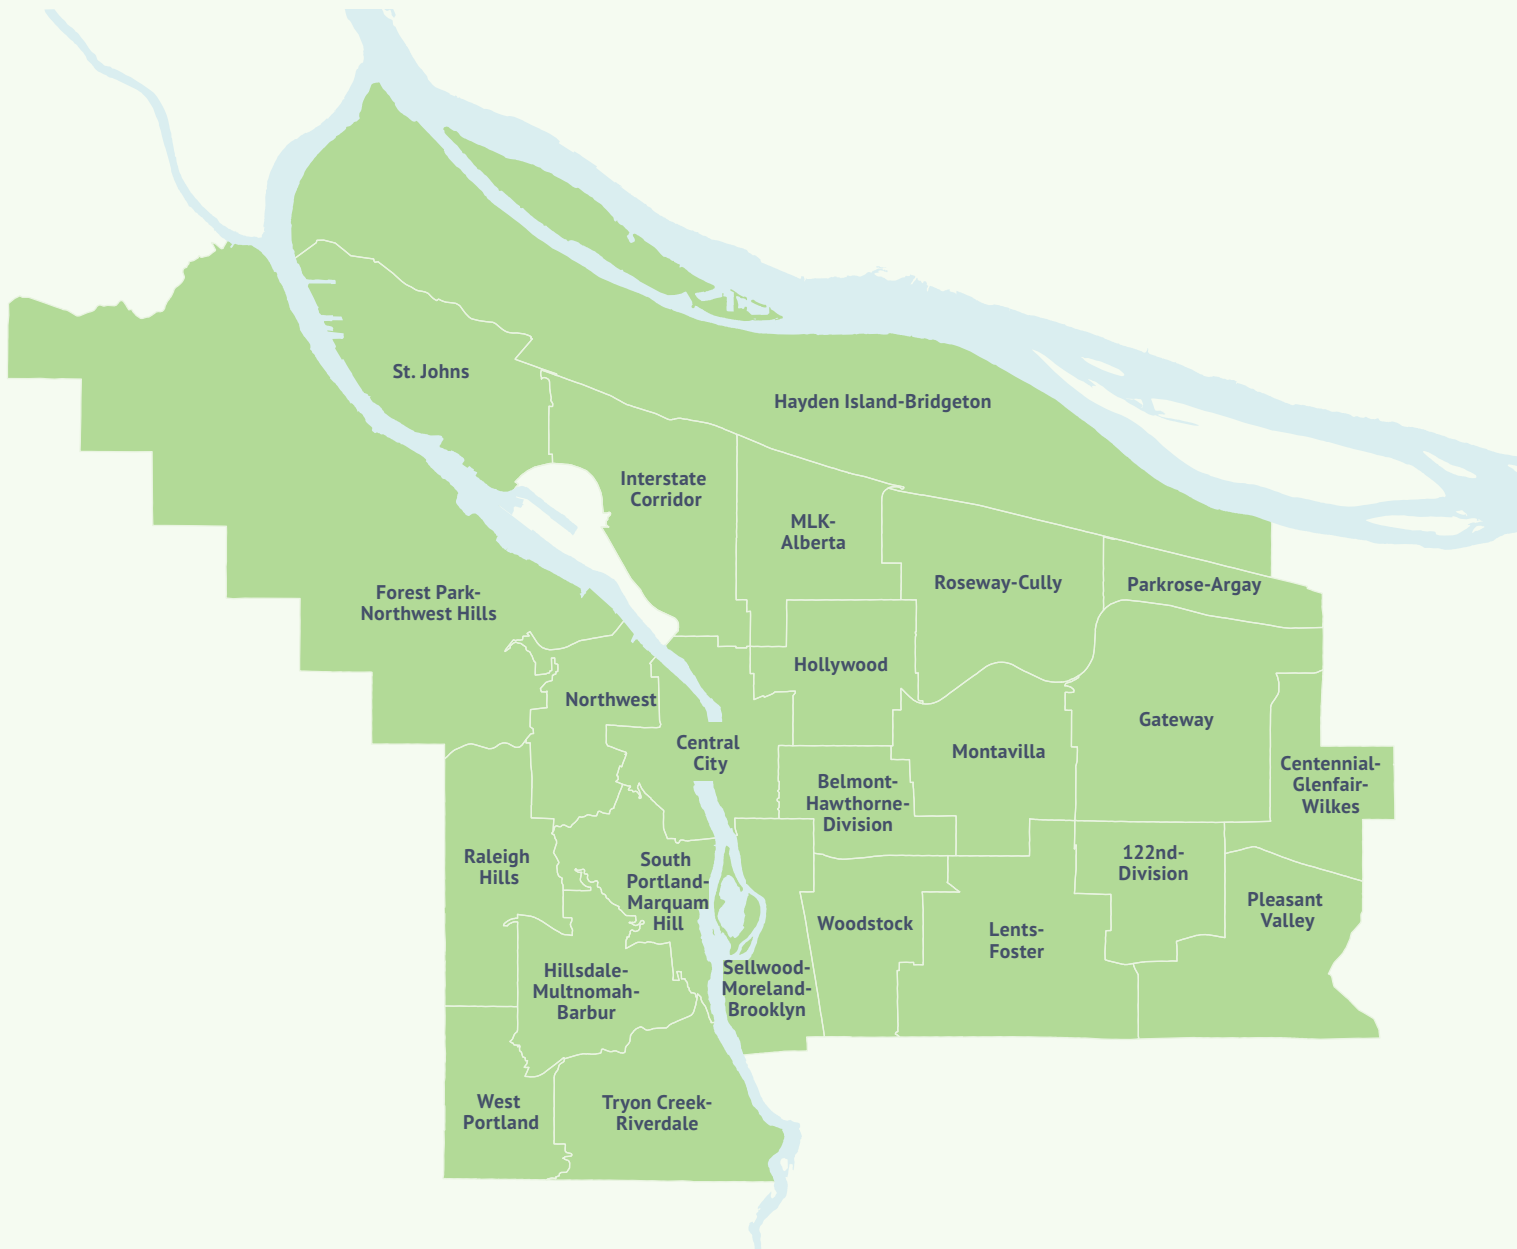 St. Johns
Hayden Island-Bridgeton
Interstate
Corridor
MLK-
Alberta
Roseway-Cully
Parkrose-Argay
Forest Park-
Northwest Hills
Hollywood
Northwest
Gateway
Central
City
Montavilla
Centennial-
Glenfair-
Wilkes
Belmont-
Hawthorne-
Division
Raleigh
Hills
South
Portland-
Marquam
Hill
122nd-
Division
Pleasant
Valley
Woodstock
Lents-
Foster
Hillsdale-
Multnomah-
Barbur
Sellwood-
Moreland-
Brooklyn
West
Portland
Tryon Creek-
Riverdale